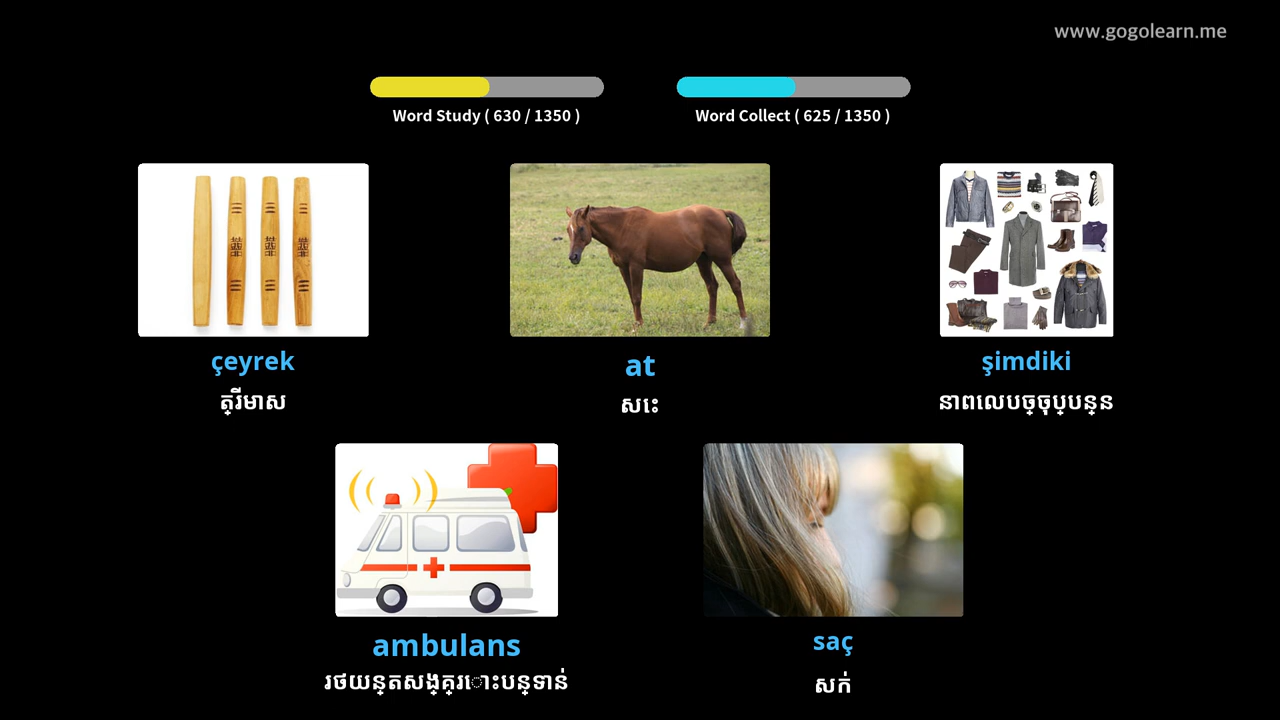 www.gogolearn.me
Word Study ( 630 / 1350 )
Word Collect ( 625 / 1350 )
çeyrek
ត្រីមាស
at
សេះ
şimdiki
នាពេលបច្ចុប្បន្ន
ambulans
រថយន្តសង្គ្រោះបន្ទាន់
saç
សក់